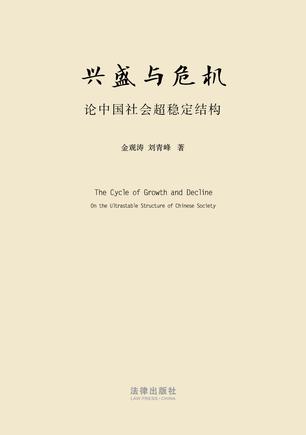 兴盛与危机
论中国社会超稳定结构
金观涛 刘青峰 著
The Cycle of Growth and Decline
On the Ultrastable Structure of Chinese Society
法律出版社
LAW PRESS·CHINA